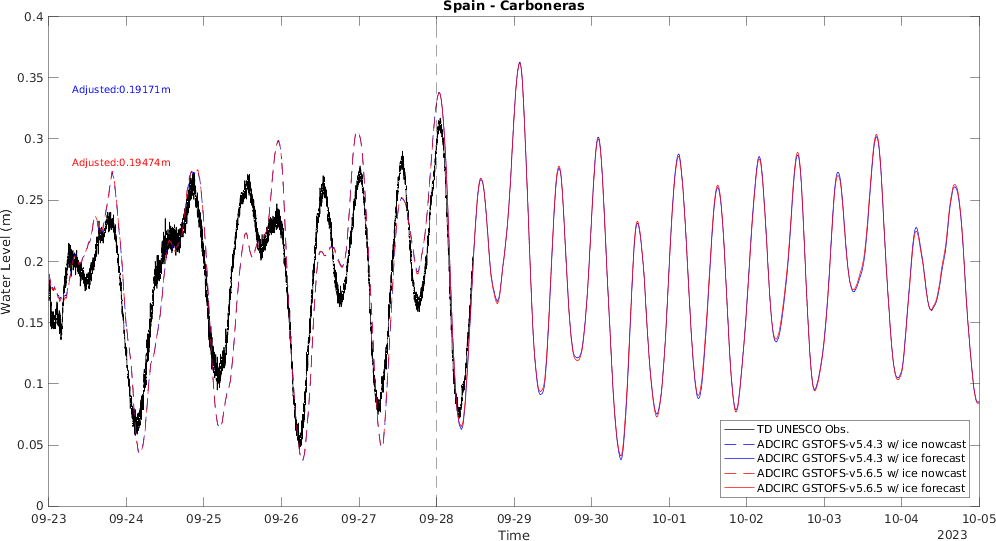 Spain - Carboneras
0.4
0.35
0.3
0.25
0.2
0.15
0.1
0.05
0
Water Level (m)
Adjusted:0.19171m
Adjusted:0.19474m
TD UNESCO Obs.
ADCIRC GSTOFS-v5.4.3 w/ ice nowcast
ADCIRC GSTOFS-v5.4.3 w/ ice forecast
ADCIRC GSTOFS-v5.6.5 w/ ice nowcast
ADCIRC GSTOFS-v5.6.5 w/ ice forecast
09-23 09-24 09-25 09-26 09-27 09-28 09-29 09-30 10-01 10-02 10-03 10-04 10-05
Time
2023